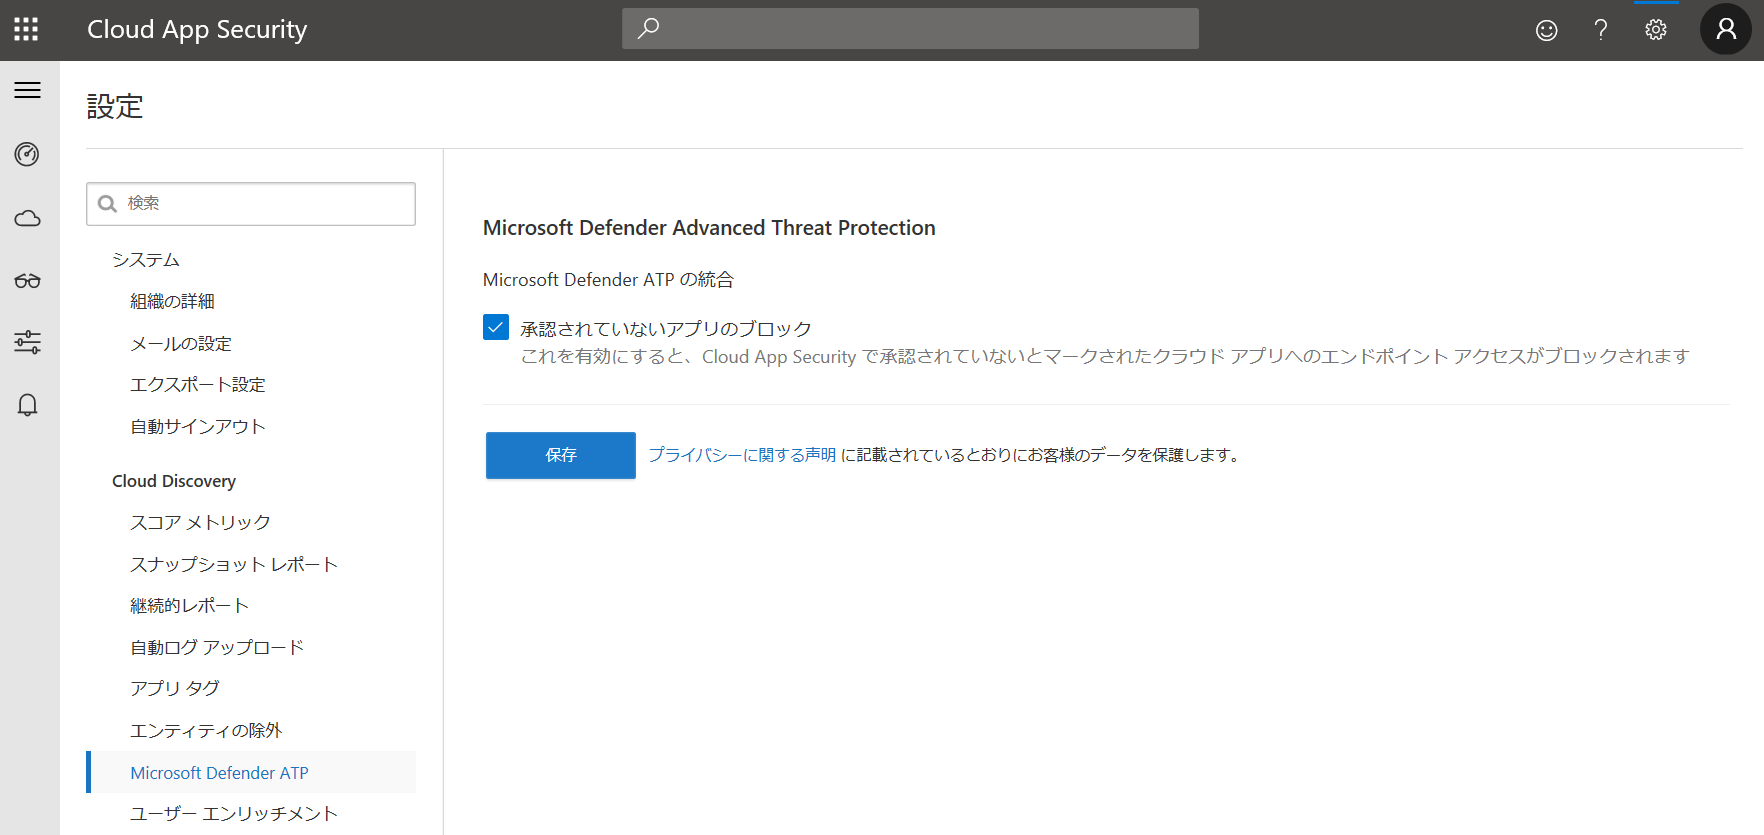 Cloud App Security
設定
検索
システム
組織の詳細
メールの設定
エクスポート設定
自動サインアウト
Cloud Discovery
スコア メトリック
スナップショット レポート
継続的レポート
自動ログ アップロード
アプリ タグ
エンティティの除外
Microsoft Defender ATP
ユーザー エンリッチメント
Microsoft Defender Advanced Threat Protection
Microsoft Defender ATP の統合
承認されていないアプリのブロック
これを有効にすると、Cloud App Security で承認されていないとマークされたクラウド アプリへのエンドポイント アクセスがブロックされます
保存 プライバシーに関する声明 に記載されているとおりにお客様のデータを保護します。